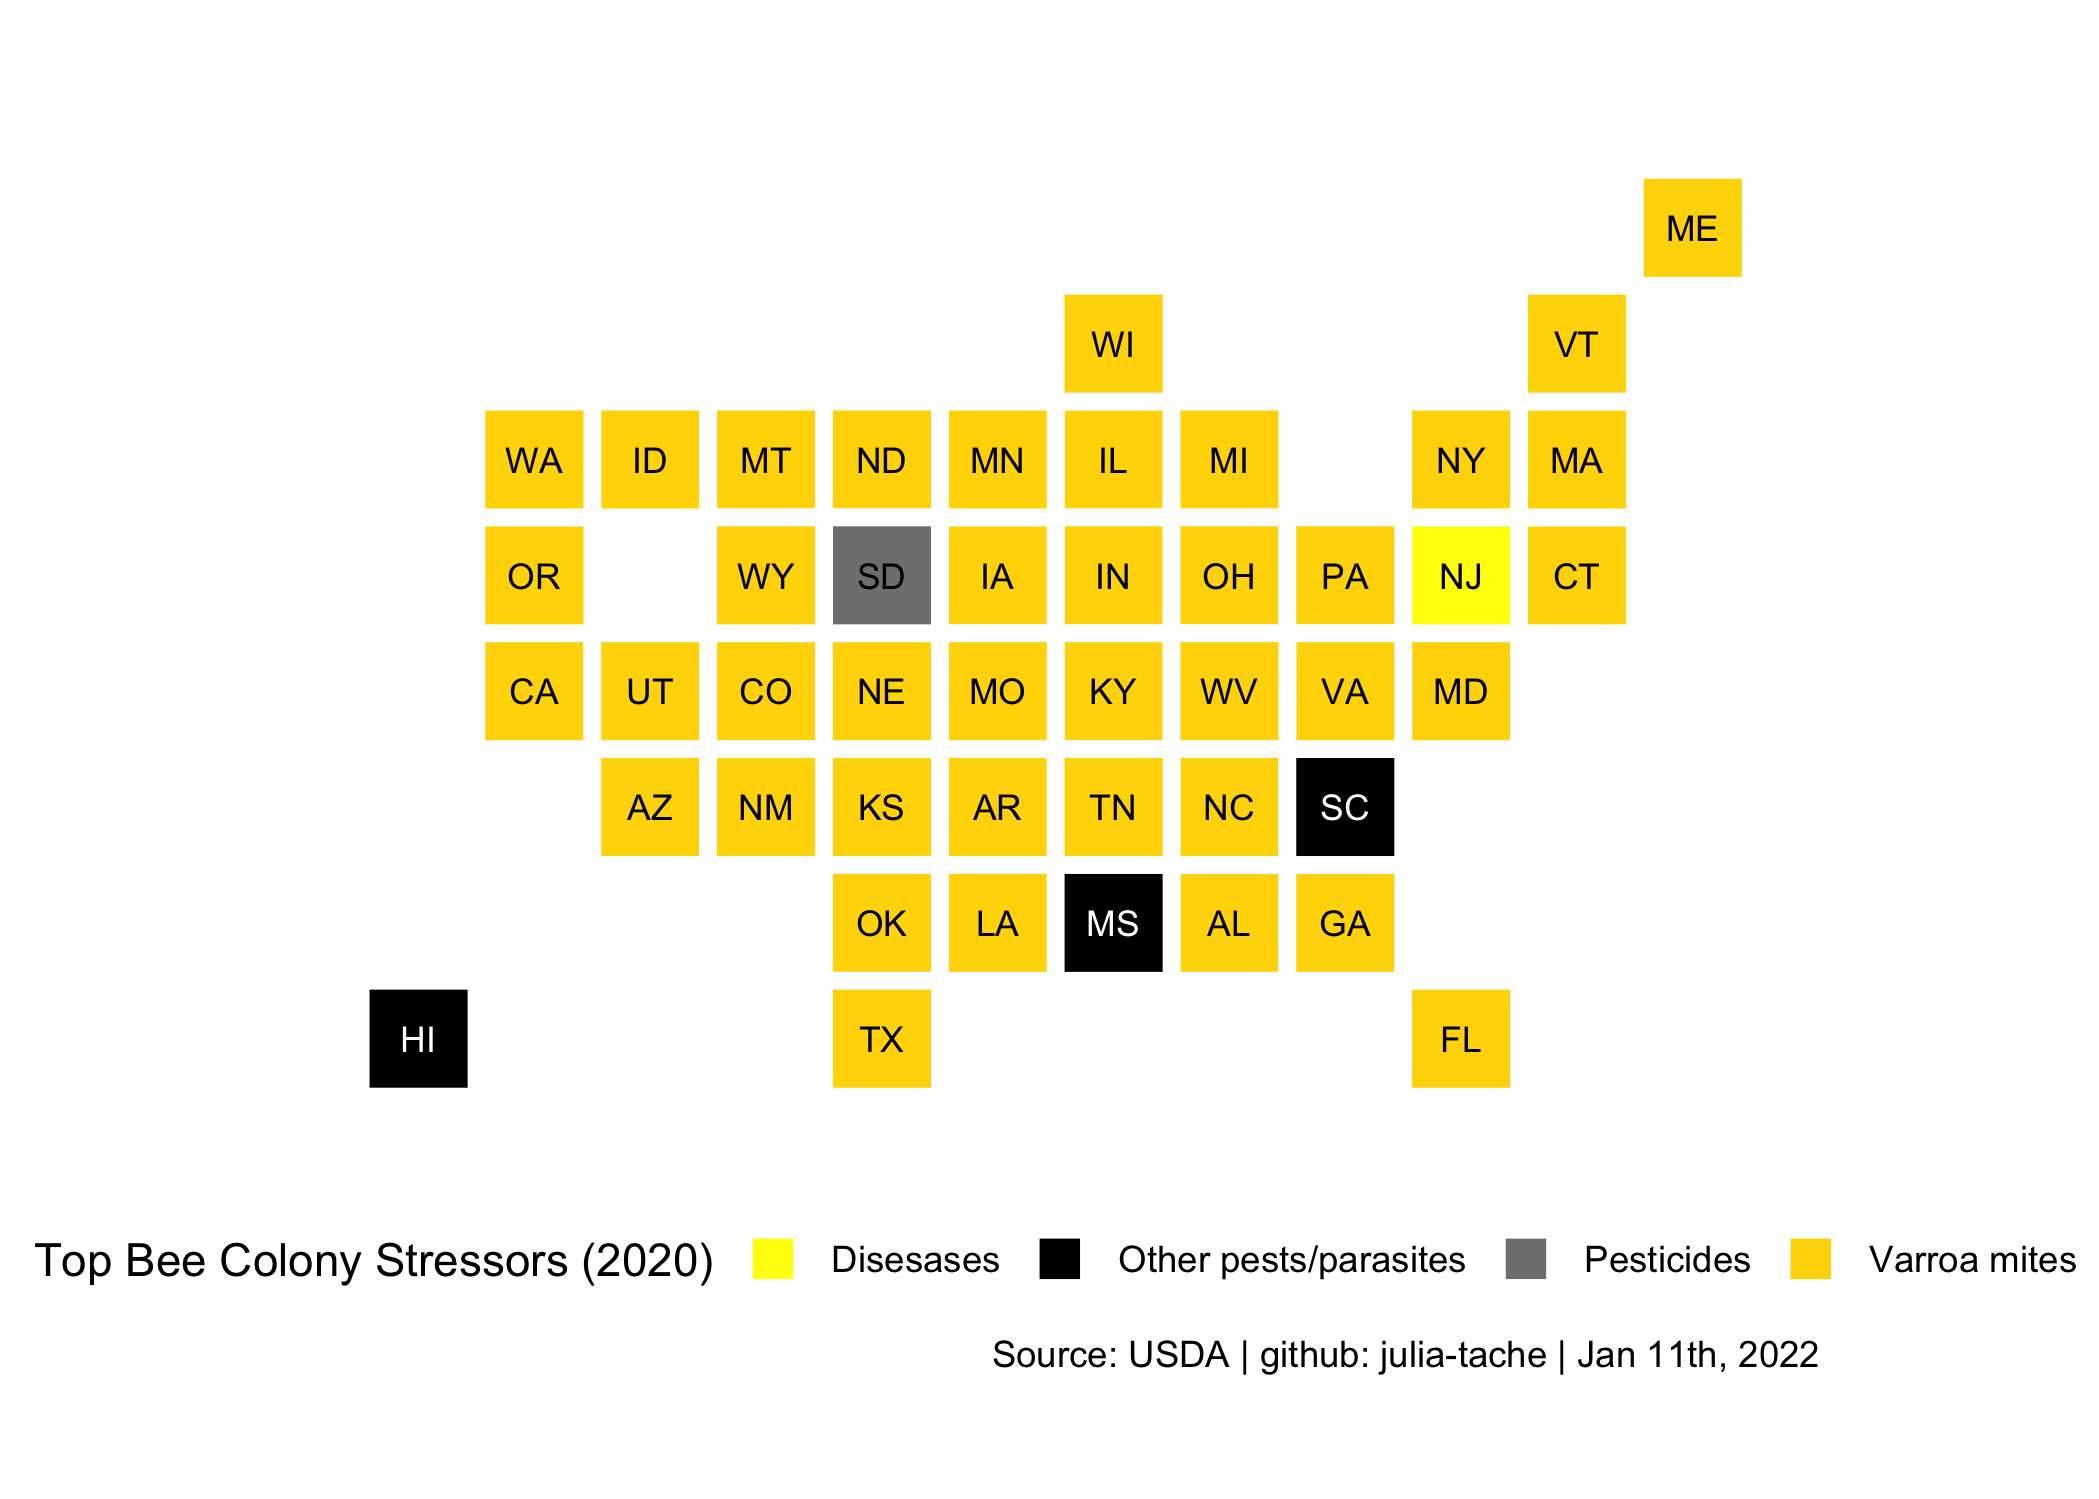 ME
WI VT
WA ID MT ND MN IL MI NY MA
OR WY SD IA IN OH PA NJ CT
CA UT CO NE MO KY WV VA MD
AZ NM KS AR TN NC SC
OK LA MS AL GA
HI TX FL
Top Bee Colony Stressors (2020) Disesases Other pests/parasites Pesticides Varroa mites
Source: USDA | github: julia-tache | Jan 11th, 2022